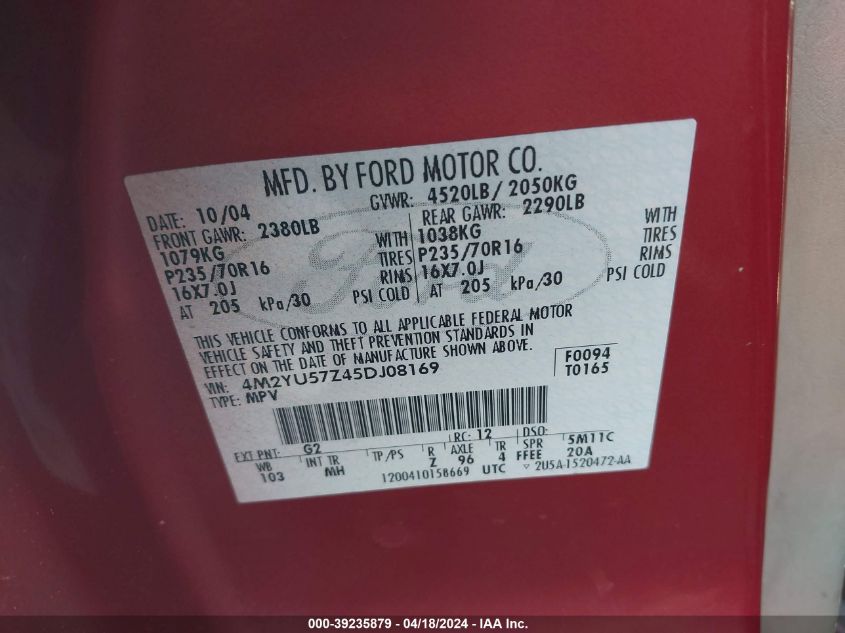 MFD. BY FORD MOTOR CO.
DATE: 10/04 GVWR: 4520LB/ 2050KG
FRONT GAWR: 2380LB REAR GAWR: 2290LB
1079KG WITH 1038KG WITH
P235/70R16 TIRES P235/70R16 TIRES
16X7.0J RIMS 16X7.0J RIMS
AT 205 kPa/30 PSI COLD AT 205 kPa/30 PSI COLD
THIS VEHICLE CONFORMS TO ALL APPLICABLE FEDERAL MOTOR
VEHICLE SAFETY AND THEFT PREVENTION STANDARDS IN
EFFECT ON THE DATE OF MANUFACTURE SHOWN ABOVE.
VIN: 4M2YU57Z45DJ08169 F0094
TYPE: MPV T0165
EXT PNT: G2 RC: 12 DSO:
WB INT TR TP/PS R AXLE TR SPR 5M11C
103 MH Z 96 4 FFEE 20A
1200410158669 UTC 2U5A-1520472-AA
Ford
000-39235879 - 04/18/2024 - IAA Inc.